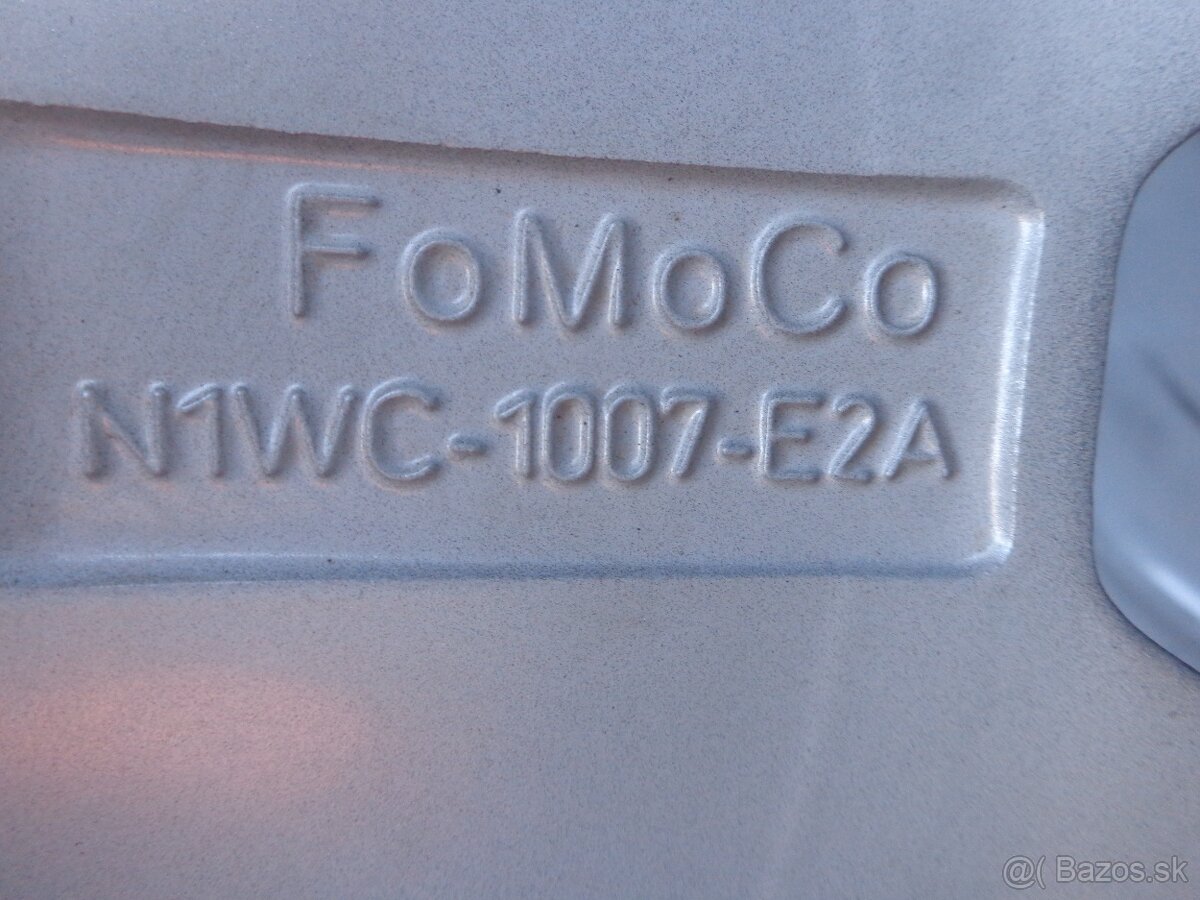 FoMoCo
N1WC-1007-E2A
@( Bazos.sk